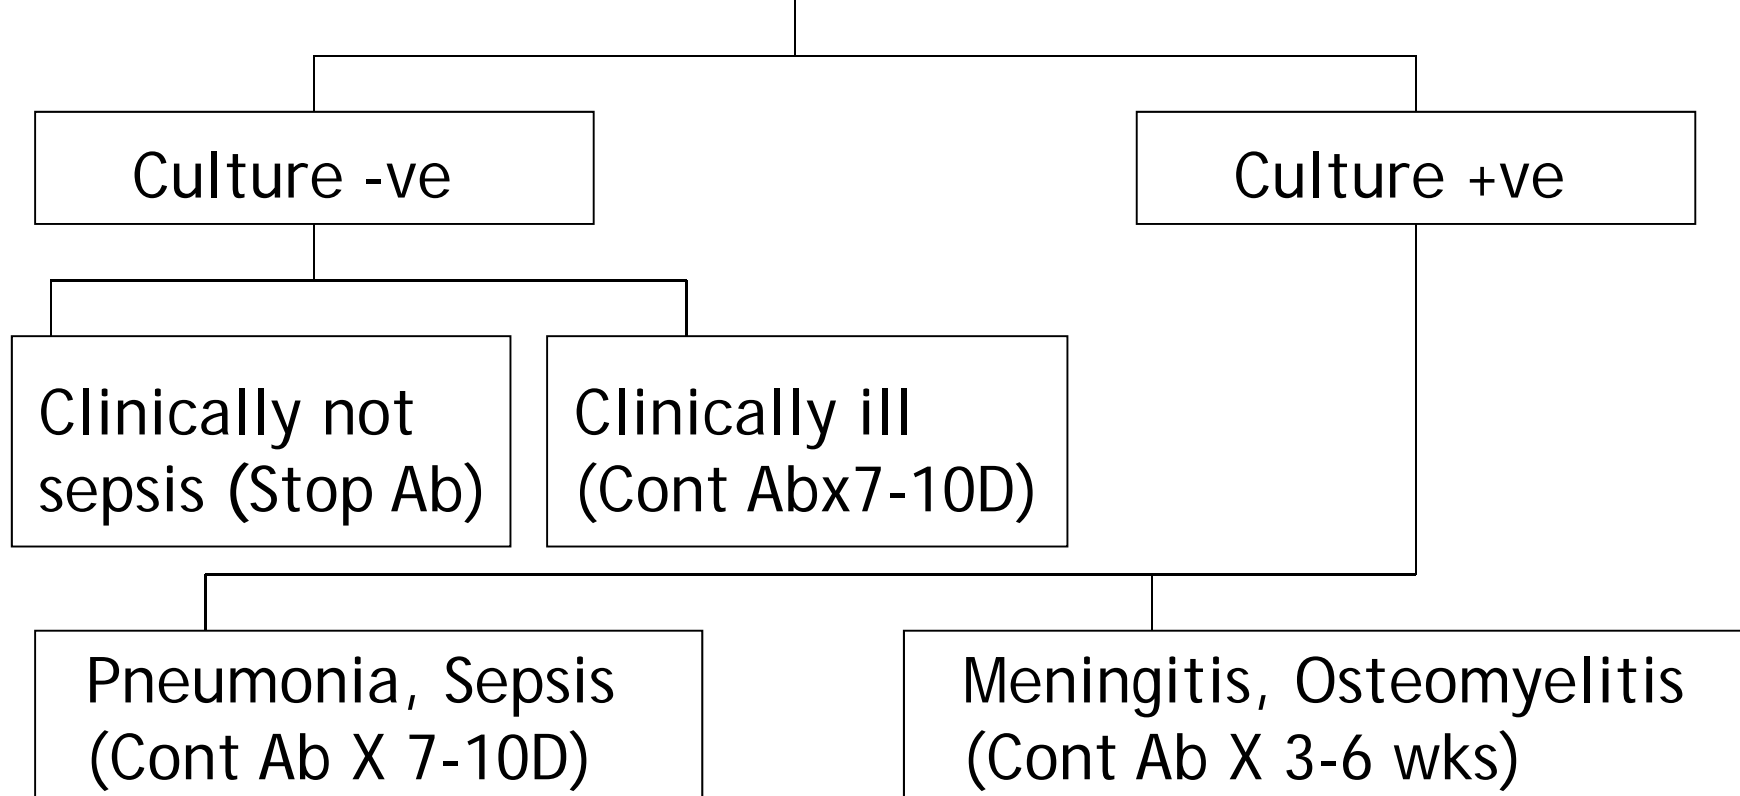 Culture -ve
Culture +ve
Clinically not
sepsis (Stop Ab)
Clinically ill
(Cont Abx7-10D)
Pneumonia, Sepsis
(Cont Ab X 7-10D)
Meningitis, Osteomyelitis
(Cont Ab X 3-6 wks)